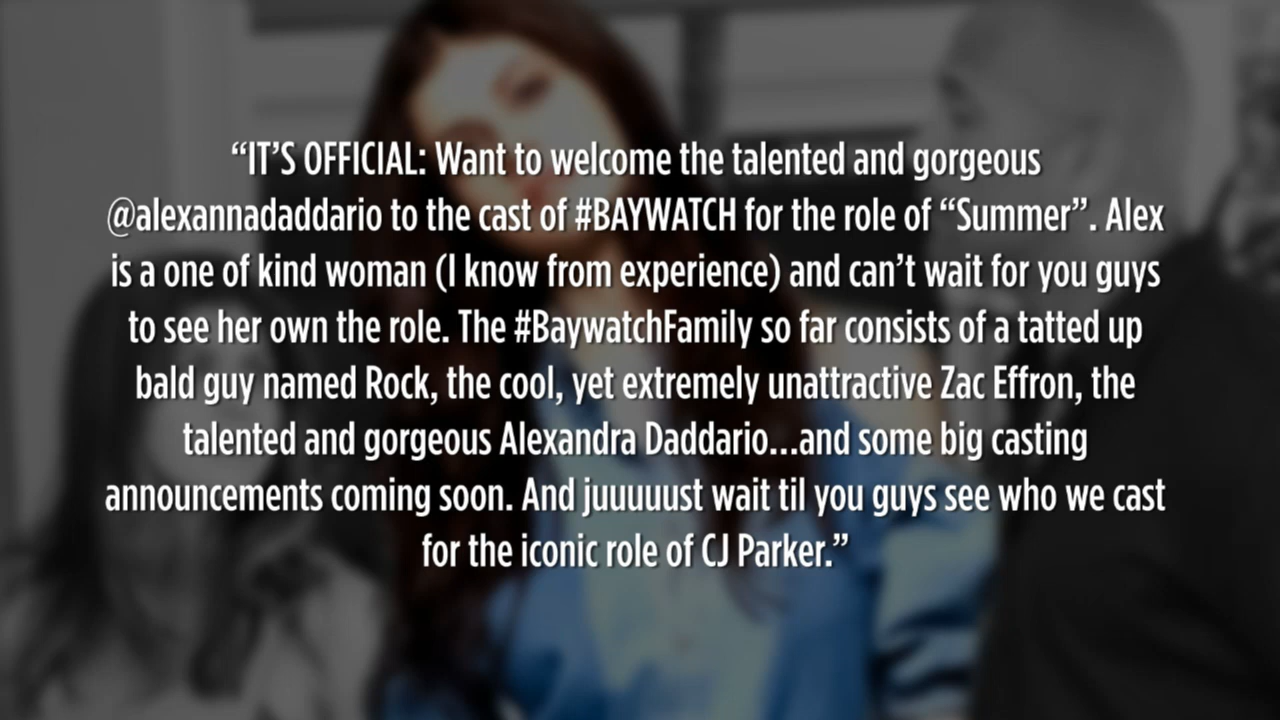 “IT’S OFFICIAL: Want to welcome the talented and gorgeous
@alexannadaddario to the cast of #BAYWATCH for the role of “Summer”. Alex
is a one of kind woman (I know from experience) and can’t wait for you guys
to see her own the role. The #BaywatchFamily so far consists of a tatted up
bald guy named Rock, the cool, yet extremely unattractive Zac Effron, the
talented and gorgeous Alexandra Daddario...and some big casting
announcements coming soon. And juuuuust wait til you guys see who we cast
for the iconic role of CJ Parker.”